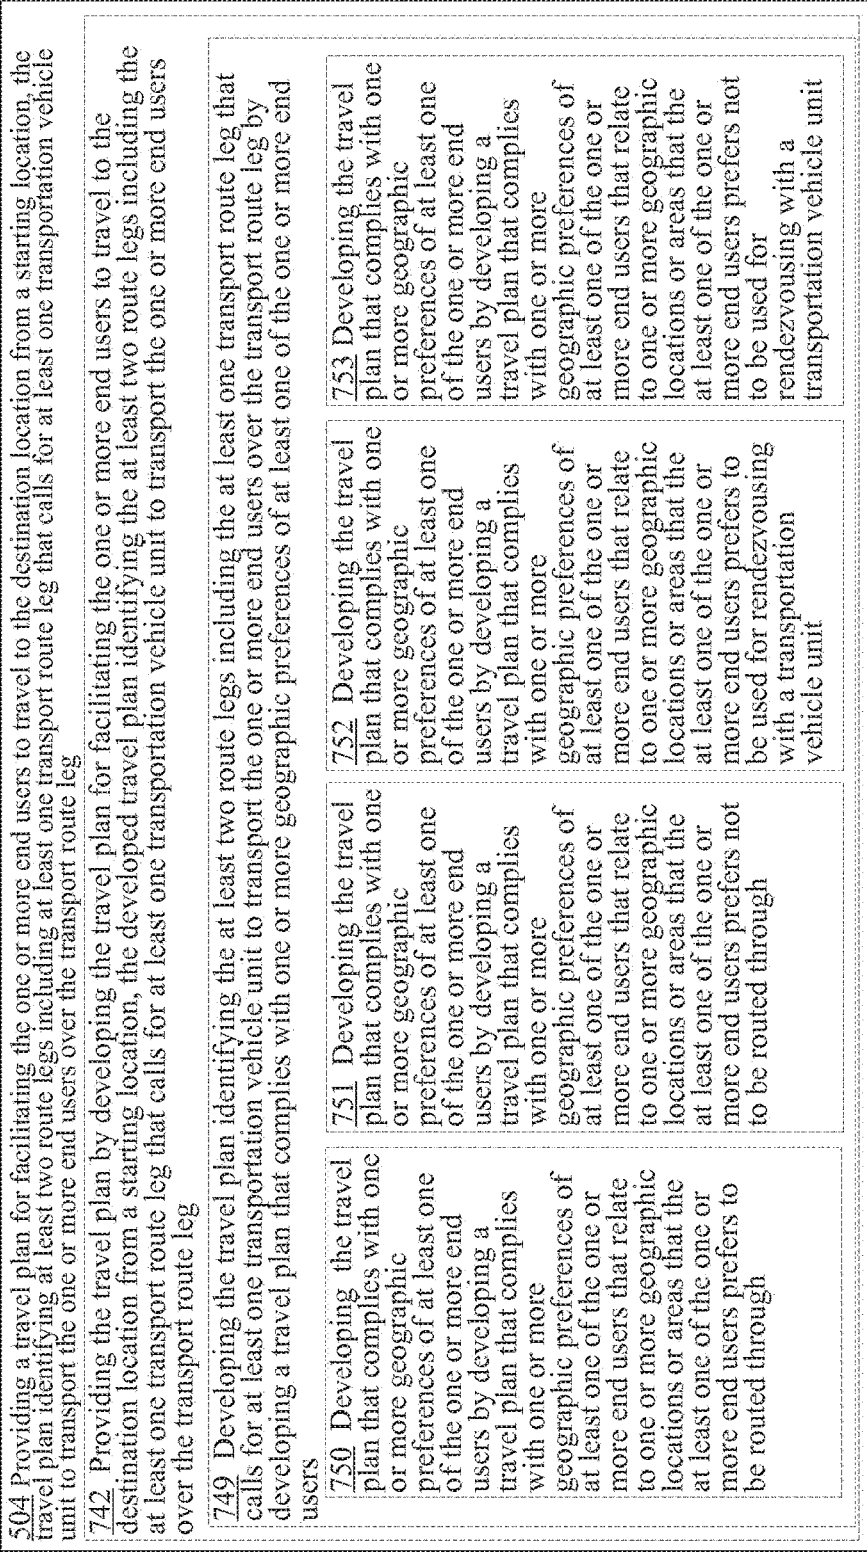 504 Providing a travel plan for facilitating the one or more end users to travel to the destination location from a starting location, the
travel plan identifying at least two route legs including at least one transport route leg that calls for at least one transportation vehicle
unit to transport the one or more end users over the transport route leg
742 Providing the travel plan by developing the travel plan for facilitating the one or more end users to travel to the
destination location from a starting location, the developed travel plan identifying the at least two route legs including the
at least one transport route leg that calls for at least one transportation vehicle unit to transport the one or more end users
over the transport route leg
749 Developing the travel plan identifying the at least two route legs including the at least one transport route leg that
calls for at least one transportation vehicle unit to transport the one or more end users over the transport route leg by
developing a travel plan that complies with one or more geographic preferences of at least one of the one or more end
users
750 Developing the travel
plan that complies with one
or more geographic
preferences of at least one
of the one or more end
users by developing a
travel plan that complies
with one or more
geographic preferences of
at least one of the one or
more end users that relate
to one or more geographic
locations or areas that the
at least one of the one or
more end users prefers to
be routed through
751 Developing the travel
plan that complies with one
or more geographic
preferences of at least one
of the one or more end
users by developing a
travel plan that complies
with one or more
geographic preferences of
at least one of the one or
more end users that relate
to one or more geographic
locations or areas that the
at least one of the one or
more end users prefers not
to be routed through
752 Developing the travel
plan that complies with one
or more geographic
preferences of at least one
of the one or more end
users by developing a
travel plan that complies
with one or more
geographic preferences of
at least one of the one or
more end users that relate
to one or more geographic
locations or areas that the
at least one of the one or
more end users prefers to
be used for rendezvousing
with a transportation
vehicle unit
753 Developing the travel
plan that complies with one
or more geographic
preferences of at least one
of the one or more end
users by developing a
travel plan that complies
with one or more
geographic preferences of
at least one of the one or
more end users that relate
to one or more geographic
locations or areas that the
at least one of the one or
more end users prefers not
to be used for
rendezvousing with a
transportation vehicle unit